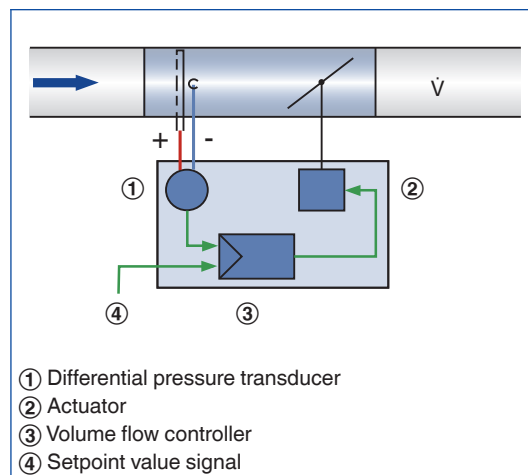 V̇
+ -
①
②
④
③
① Differential pressure transducer
② Actuator
③ Volume flow controller
④ Setpoint value signal